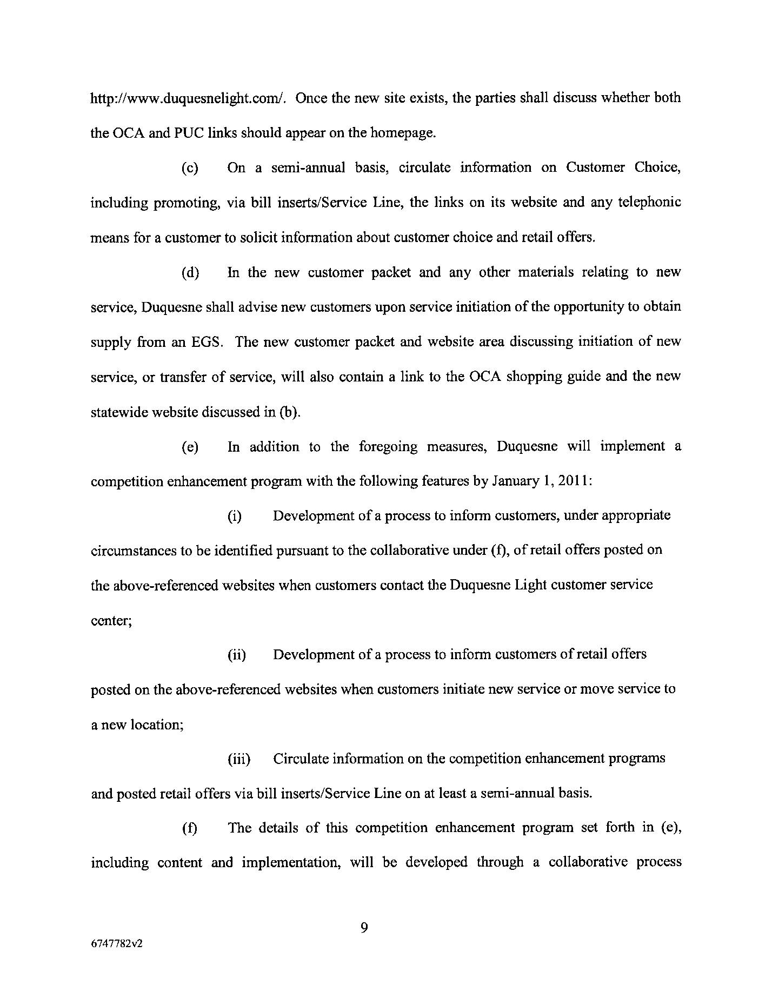 http://www.duquesnelight.com/. Once the new site exists, the parties shall discuss whether both
the OCA and PUC links should appear on the homepage.
(c) On a semi-annual basis, circulate information on Customer Choice,
including promoting, via bill inserts/Service Line, the links on its website and any telephonic
means for a customer to solicit information about customer choice and retail offers.
(d) In the new customer packet and any other materials relating to new
service, Duquesne shall advise new customers upon service initiation of the opportunity to obtain
supply from an EGS. The new customer packet and website area discussing initiation of new
service, or transfer of service, will also contain a link to the OCA shopping guide and the new
statewide website discussed in (b).
(e) In addition to the foregoing measures, Duquesne will implement a
competition enhancement program with the following features by January 1, 2011:
(i) Development of a process to inform customers, under appropriate
circumstances to be identified pursuant to the collaborative under (f), of retail offers posted on
the above-referenced websites when customers contact the Duquesne Light customer service
center;
(ii) Development of a process to inform customers of retail offers
posted on the above-referenced websites when customers initiate new service or move service to
a new location;
(iii) Circulate information on the competition enhancement programs
and posted retail offers via bill inserts/Service Line on at least a semi-annual basis.
(f) The details of this competition enhancement program set forth in (e),
including content and implementation, will be developed through a collaborative process
9
6747782v2